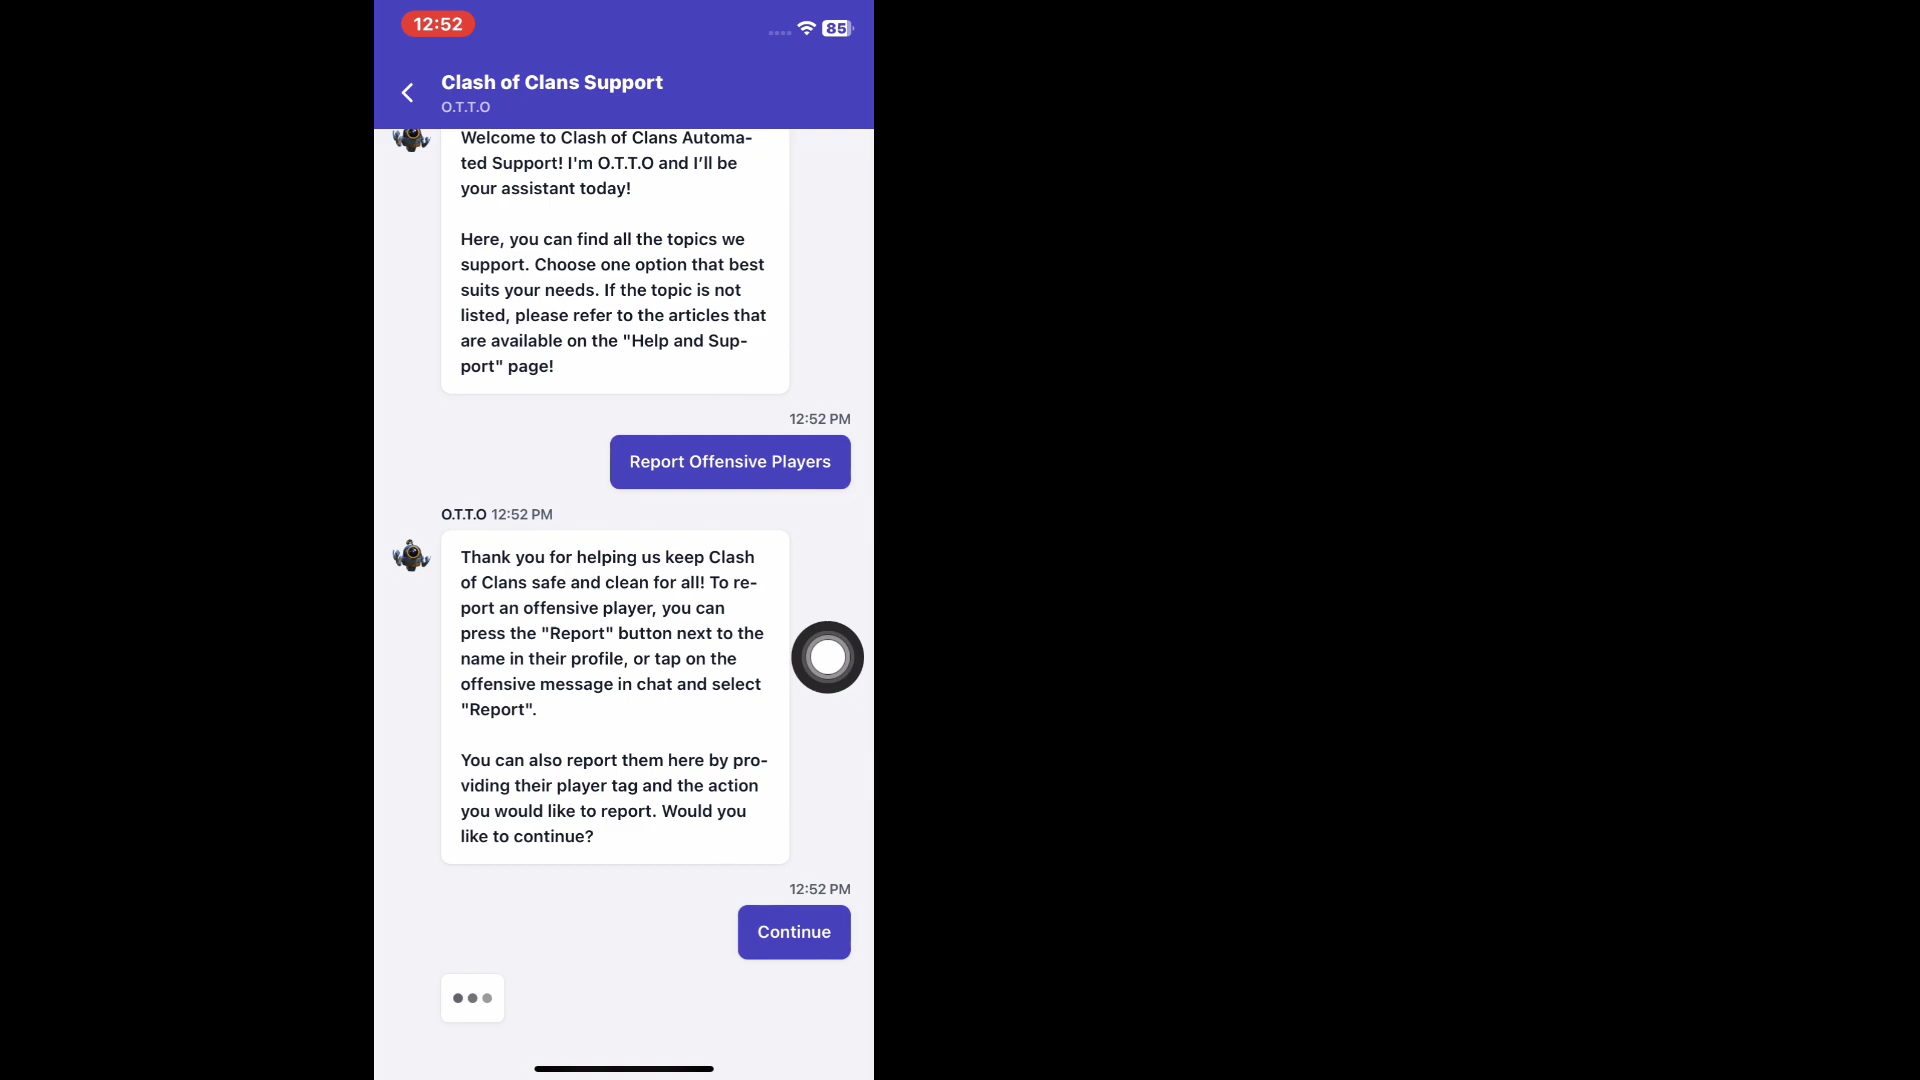 12:52
85
Clash of Clans Support
O.T.T.O
Welcome to Clash of Clans Automa-
ted Support! I'm O.T.T.O and I’ll be
your assistant today!
Here, you can find all the topics we
support. Choose one option that best
suits your needs. If the topic is not
listed, please refer to the articles that
are available on the "Help and Sup-
port" page!
12:52 PM
Report Offensive Players
O.T.T.O 12:52 PM
Thank you for helping us keep Clash
of Clans safe and clean for all! To re-
port an offensive player, you can
press the "Report" button next to the
name in their profile, or tap on the
offensive message in chat and select
"Report".
You can also report them here by pro-
viding their player tag and the action
you would like to report. Would you
like to continue?
12:52 PM
Continue